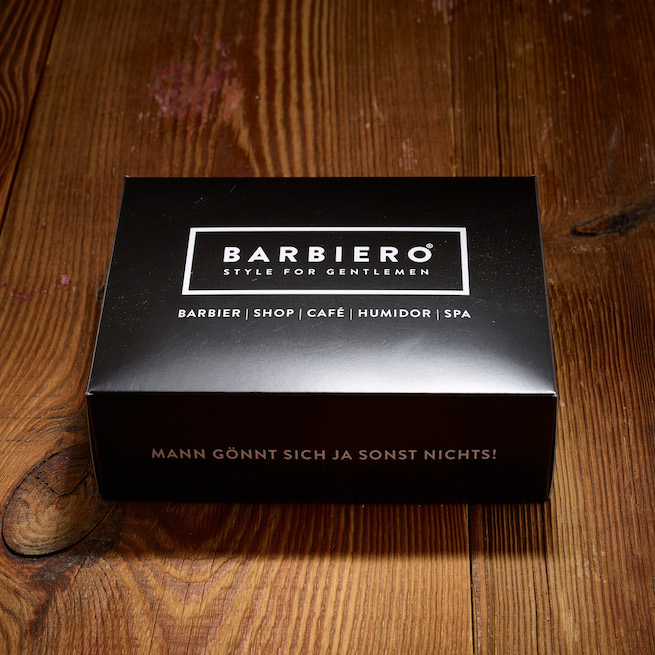 BARBIERO®
STYLE FOR GENTLEMEN
BARBIER | SHOP | CAFÉ | HUMIDOR | SPA
MANN GÖNNT SICH JA SONST NICHTS!